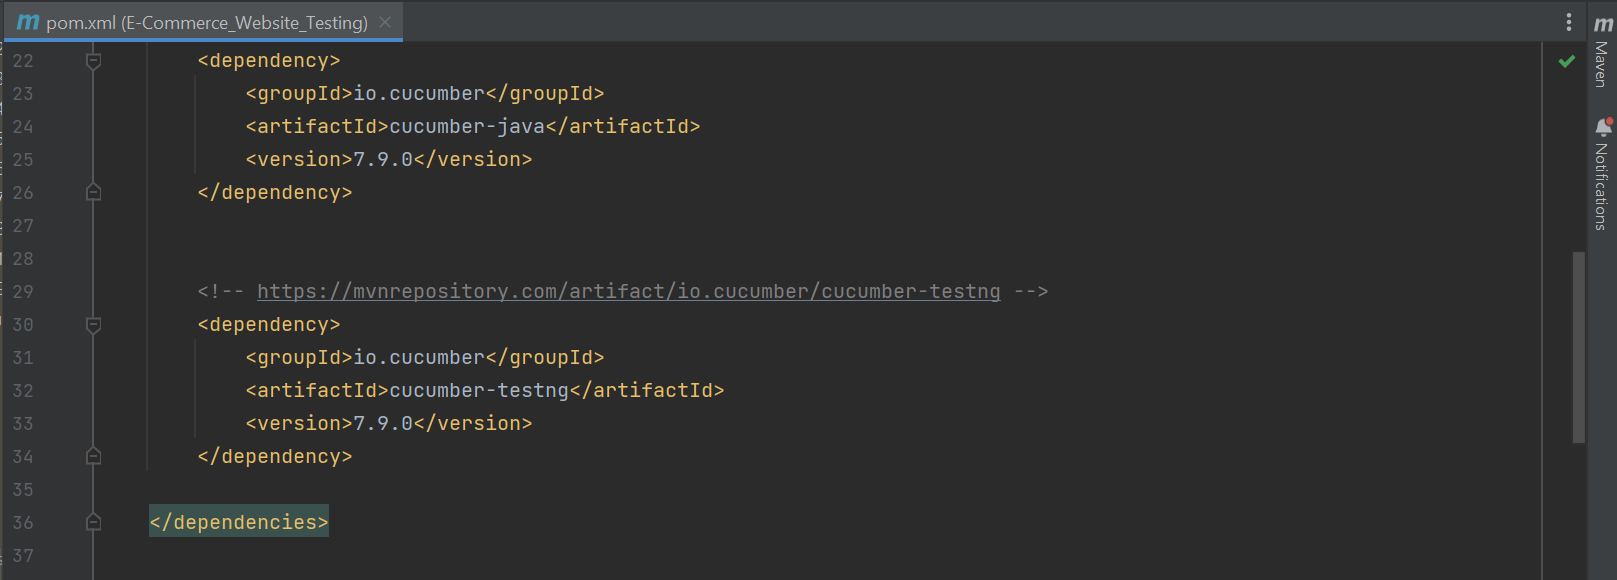 m pom.xml (E-Commerce_Website_Testing)
22 <dependency>
23 <groupId>io.cucumber</groupId>
24 <artifactId>cucumber-java</artifactId>
25 <version>7.9.0</version>
26 </dependency>
27
28
29 <!-- https://mvnrepository.com/artifact/io.cucumber/cucumber-testng -->
30 <dependency>
31 <groupId>io.cucumber</groupId>
32 <artifactId>cucumber-testng</artifactId>
33 <version>7.9.0</version>
34 </dependency>
35
36 </dependencies>
37
m Maven
Notifications